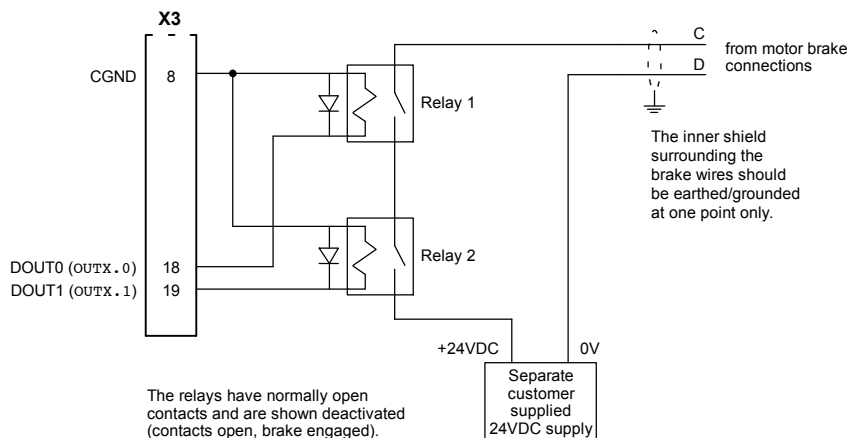 X3
C
from motor brake
connections
D
CGND 8
Relay 1
The inner shield
surrounding the
brake wires should
be earthed/grounded
at one point only.
Relay 2
DOUT0 (OUTX.0) 18
DOUT1 (OUTX.1) 19
+24VDC 0V
Separate
customer
supplied
24VDC supply
The relays have normally open
contacts and are shown deactivated
(contacts open, brake engaged).